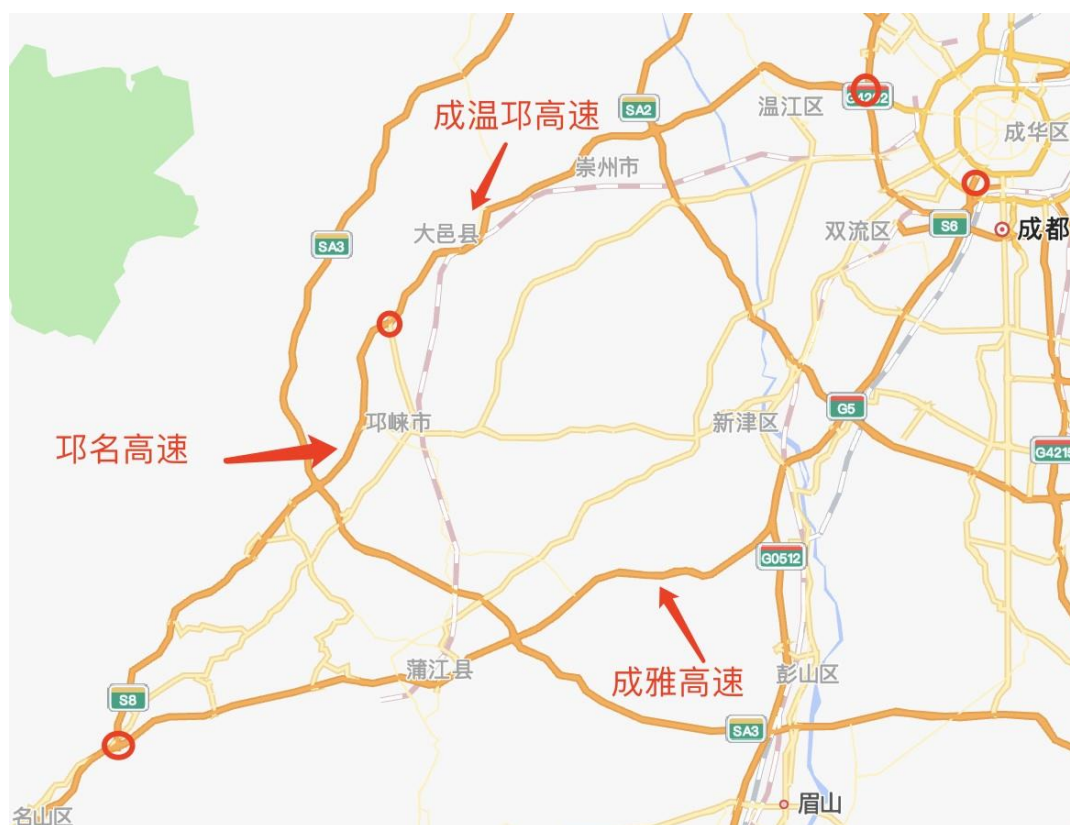 SA2
温江区
G4202
成华区
成温邛高速
崇州市
大邑县
双流区
S6
成都
SA3
邛崃市
新津区
G5
邛名高速
G4215
G0512
蒲江县
成雅高速
彭山区
S8
SA3
眉山
名山区